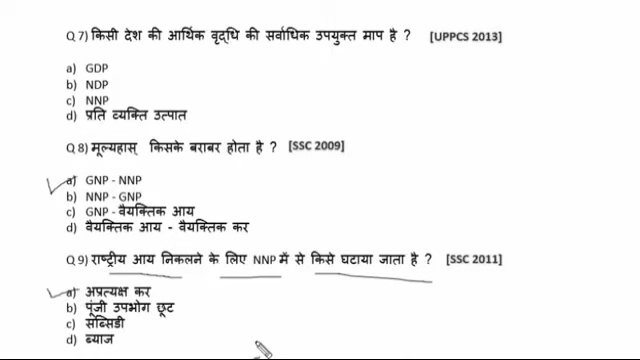 Q 7) किसी देश की आर्थिक वृद्धि की सर्वाधिक उपयुक्त माप है ? [UPPCS 2013]
a) GDP
b) NDP
c) NNP
d) प्रति व्यक्ति उत्पात
Q 8) मूल्यहास् किसके बराबर होता है ? [SSC 2009]
a) GNP - NNP
b) NNP - GNP
c) GNP - वैयक्तिक आय
d) वैयक्तिक आय - वैयक्तिक कर
Q 9) राष्ट्रीय आय निकलने के लिए NNP में से किसे घटाया जाता है ? [SSC 2011]
a) अप्रत्यक्ष कर
b) पूंजी उपभोग छूट
c) सब्सिडी
d) ब्याज